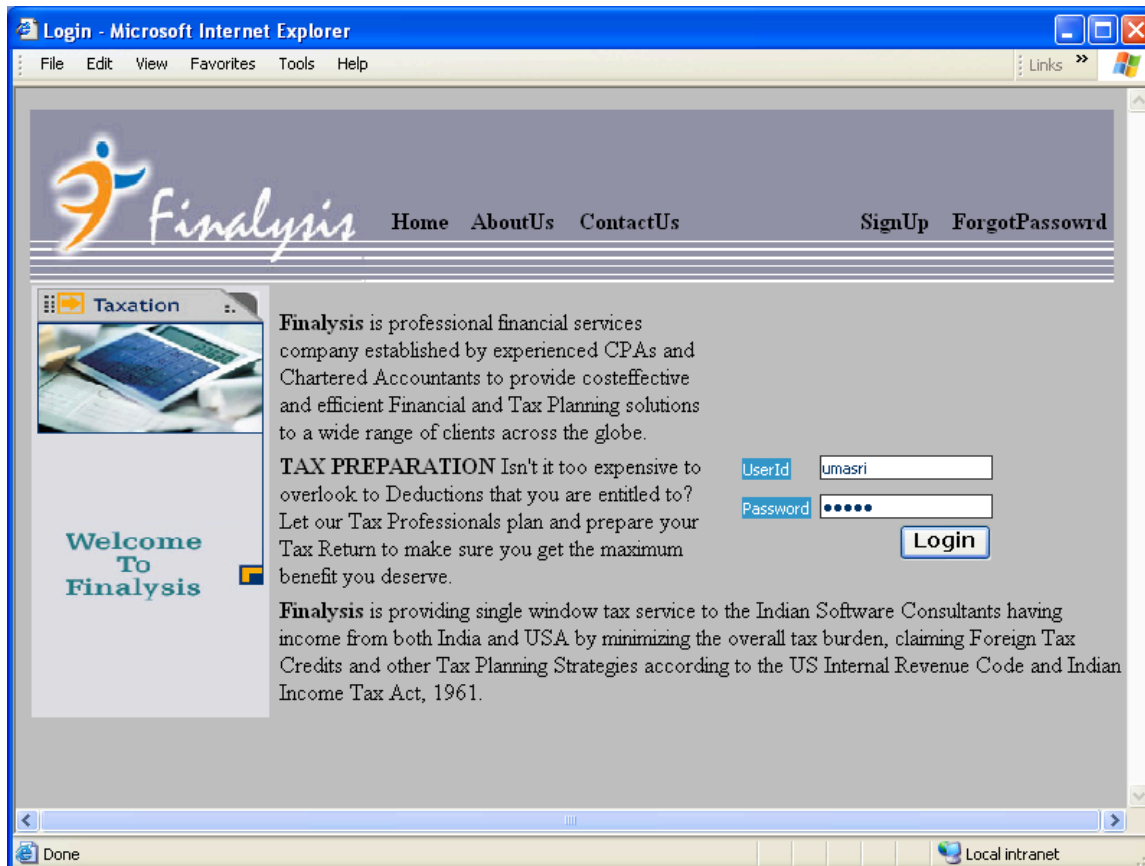 Login - Microsoft Internet Explorer
File Edit View Favorites Tools Help
Links »
Finalysis
Home AboutUs ContactUs SignUp ForgotPassowrd
Taxation
Finalysis is professional financial services
company established by experienced CPAs and
Chartered Accountants to provide costeffective
and efficient Financial and Tax Planning solutions
to a wide range of clients across the globe.
TAX PREPARATION Isn't it too expensive to
overlook to Deductions that you are entitled to?
Let our Tax Professionals plan and prepare your
Tax Return to make sure you get the maximum
benefit you deserve.
UserId umasri
Password •••••
Login
Welcome
To
Finalysis
Finalysis is providing single window tax service to the Indian Software Consultants having
income from both India and USA by minimizing the overall tax burden, claiming Foreign Tax
Credits and other Tax Planning Strategies according to the US Internal Revenue Code and Indian
Income Tax Act, 1961.
Done
Local intranet